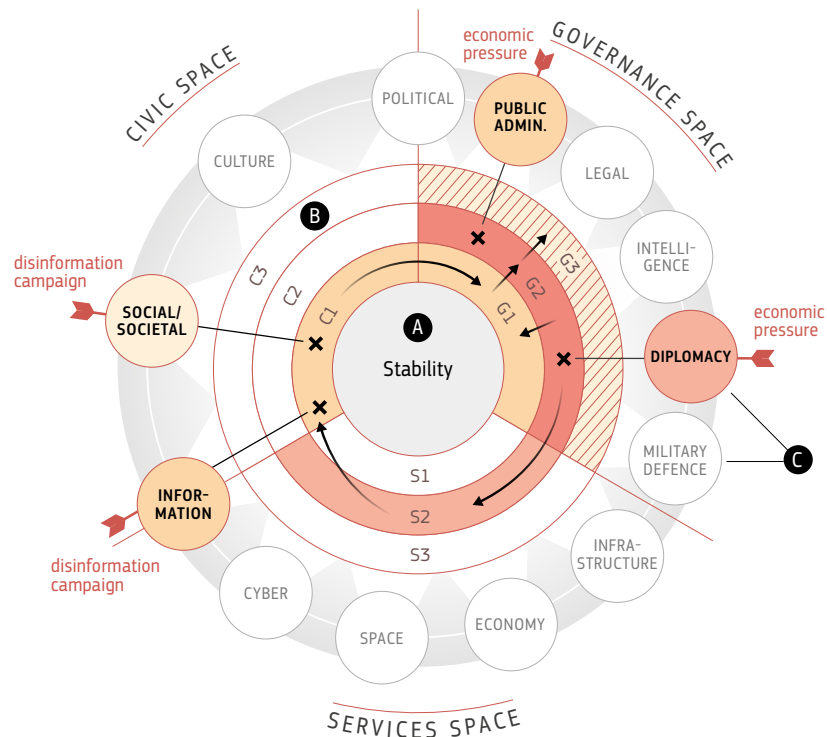 CIVIC SPACE
economic
pressure
GOVERNANCE SPACE
POLITICAL
PUBLIC
ADMIN.
CULTURE
LEGAL
B
INTELLI-
GENCE
disinformation
campaign
C3
C2
C1
G1
G2
G3
SOCIAL/
SOCIETAL
A
Stability
economic
pressure
DIPLOMACY
MILITARY
DEFENCE
C
INFOR-
MATION
S1
S2
S3
disinformation
campaign
INFRA-
STRUCTURE
CYBER
SPACE
ECONOMY
SERVICES SPACE